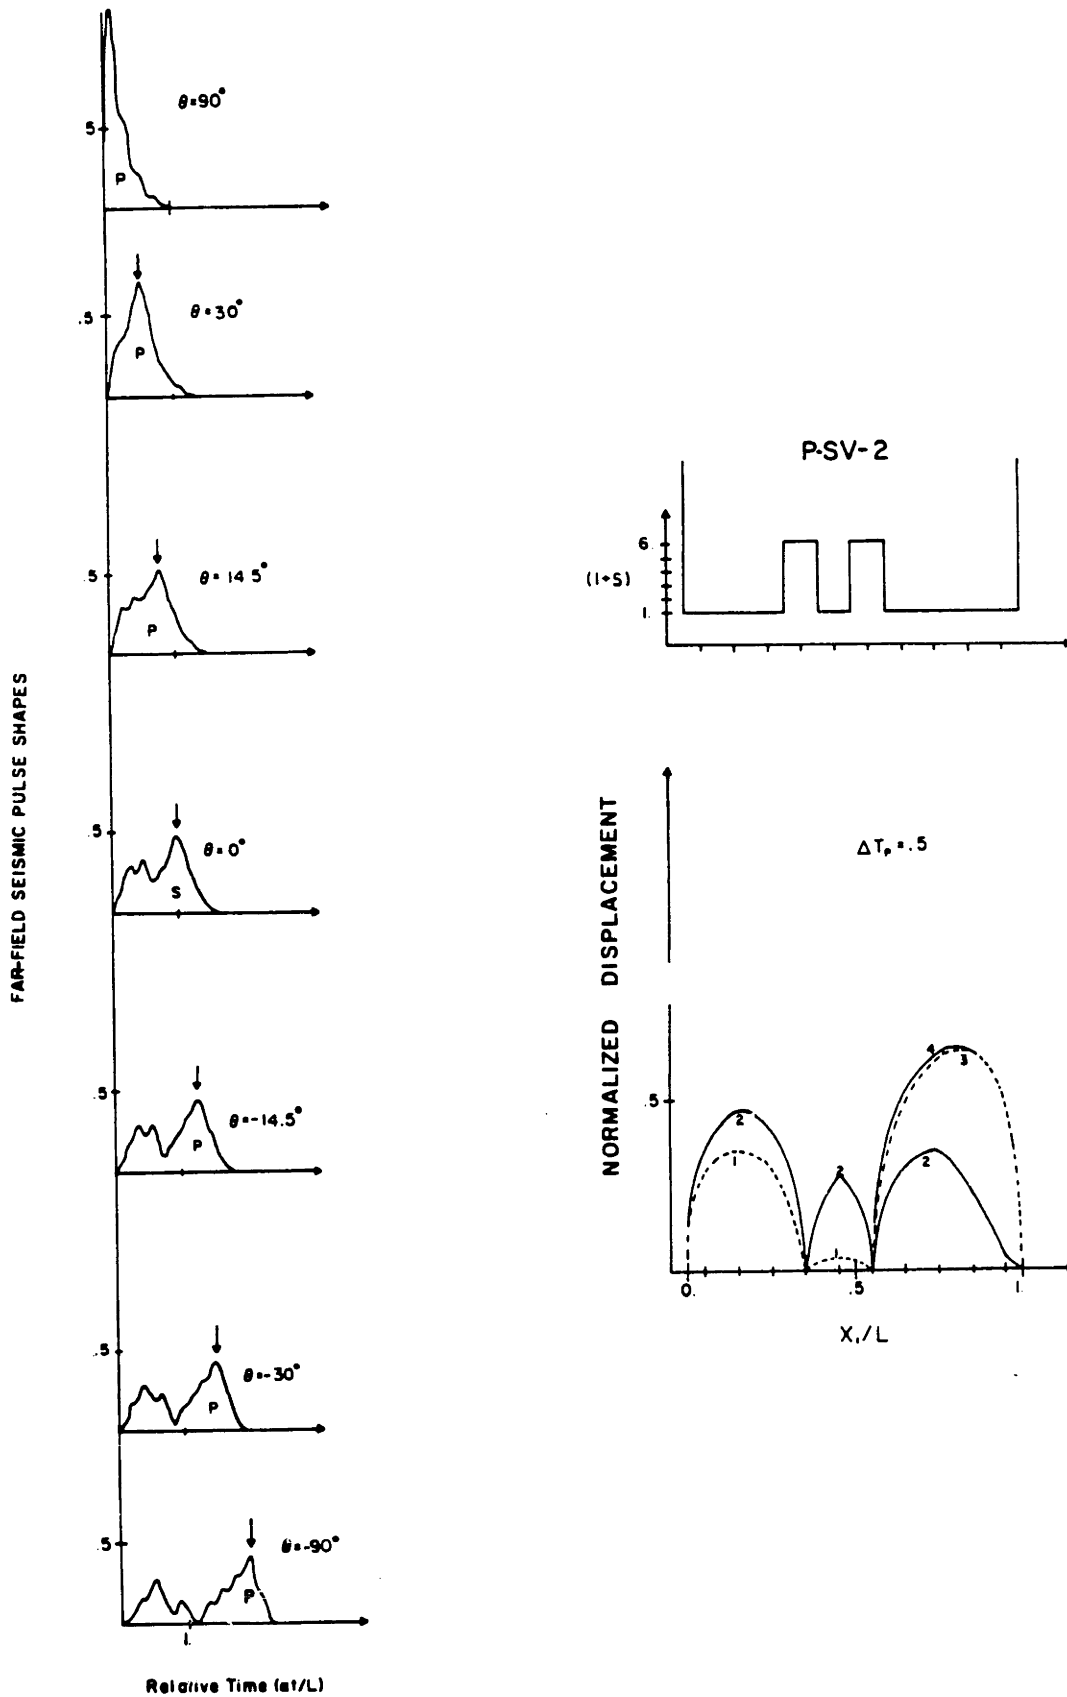 FAR-FIELD SEISMIC PULSE SHAPES
θ=90°
.5
P
θ=30°
.5
P
θ=14.5°
.5
P
θ=0°
.5
S
θ=-14.5°
.5
P
θ=-30°
.5
P
θ=-90°
.5
P
1.
Relative Time (αt/L)
P-SV-2
6.
(1+S)
1.
NORMALIZED DISPLACEMENT
ΔTₚ=.5
.5
2
1
2
1
4
3
2
0.
.5
1.
X₁/L